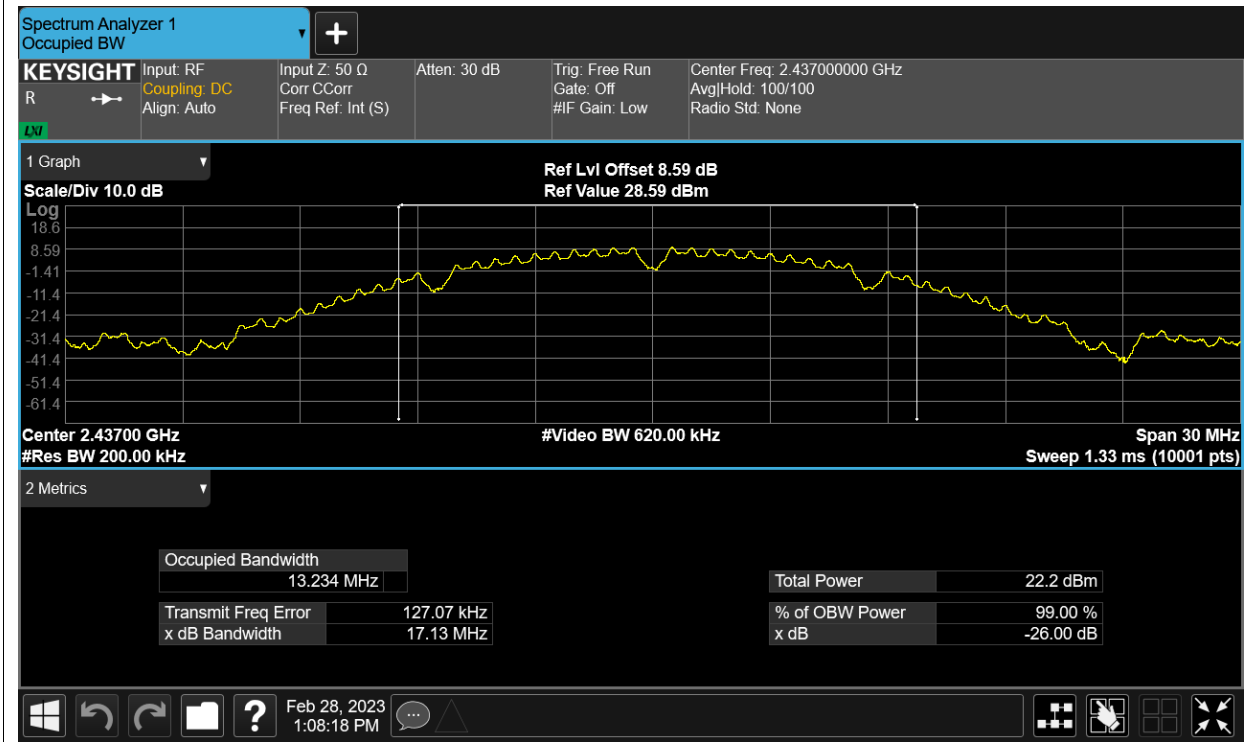 Spectrum Analyzer 1
Occupied BW
KEYSIGHT
R
LXI
Input: RF
Coupling: DC
Align: Auto
Input Z: 50 Ω
Corr CCorr
Freq Ref: Int (S)
Atten: 30 dB
Trig: Free Run
Gate: Off
#IF Gain: Low
Center Freq: 2.437000000 GHz
Avg|Hold: 100/100
Radio Std: None
1 Graph
Scale/Div 10.0 dB
Ref Lvl Offset 8.59 dB
Ref Value 28.59 dBm
Log
18.6
8.59
-1.41
-11.4
-21.4
-31.4
-41.4
-51.4
-61.4
Center 2.43700 GHz
#Video BW 620.00 kHz
Span 30 MHz
#Res BW 200.00 kHz
Sweep 1.33 ms (10001 pts)
2 Metrics
Occupied Bandwidth
13.234 MHz
Total Power 22.2 dBm
Transmit Freq Error 127.07 kHz
% of OBW Power 99.00 %
x dB Bandwidth 17.13 MHz
x dB -26.00 dB
?
Feb 28, 2023
1:08:18 PM